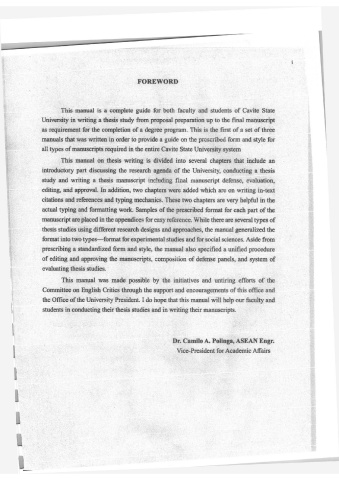 1
FOREWORD
This manual is a complete guide for both faculty and students of Cavite State
University in writing a thesis study from proposal preparation up to the final manuscript
as requirement for the completion of a degree program. This is the first of a set of three
manuals that was written in order to provide a guide on the prescribed form and style for
all types of manuscripts required in the entire Cavite State University system
This manual on thesis writing is divided into several chapters that include an
introductory part discussing the research agenda of the University, conducting a thesis
study and writing a thesis manuscript including final manuscript defense, evaluation,
editing, and approval. In addition, two chapters were added which are on writing in-text
citations and references and typing mechanics. These two chapters are very helpful in the
actual typing and formatting work. Samples of the prescribed format for each part of the
manuscript are placed in the appendices for easy reference. While there are several types of
thesis studies using different research designs and approaches, the manual generalized the
format into two types—format for experimental studies and for social sciences. Aside from
prescribing a standardized form and style, the manual also specified a unified procedure
of editing and approving the manuscripts, composition of defense panels, and system of
evaluating thesis studies.
This manual was made possible by the initiatives and untiring efforts of the
Committee on English Critics through the support and encouragements of this office and
the Office of the University President. I do hope that this manual will help our faculty and
students in conducting their thesis studies and in writing their manuscripts.
Dr. Camilo A. Polinga, ASEAN Engr.
Vice-President for Academic Affairs